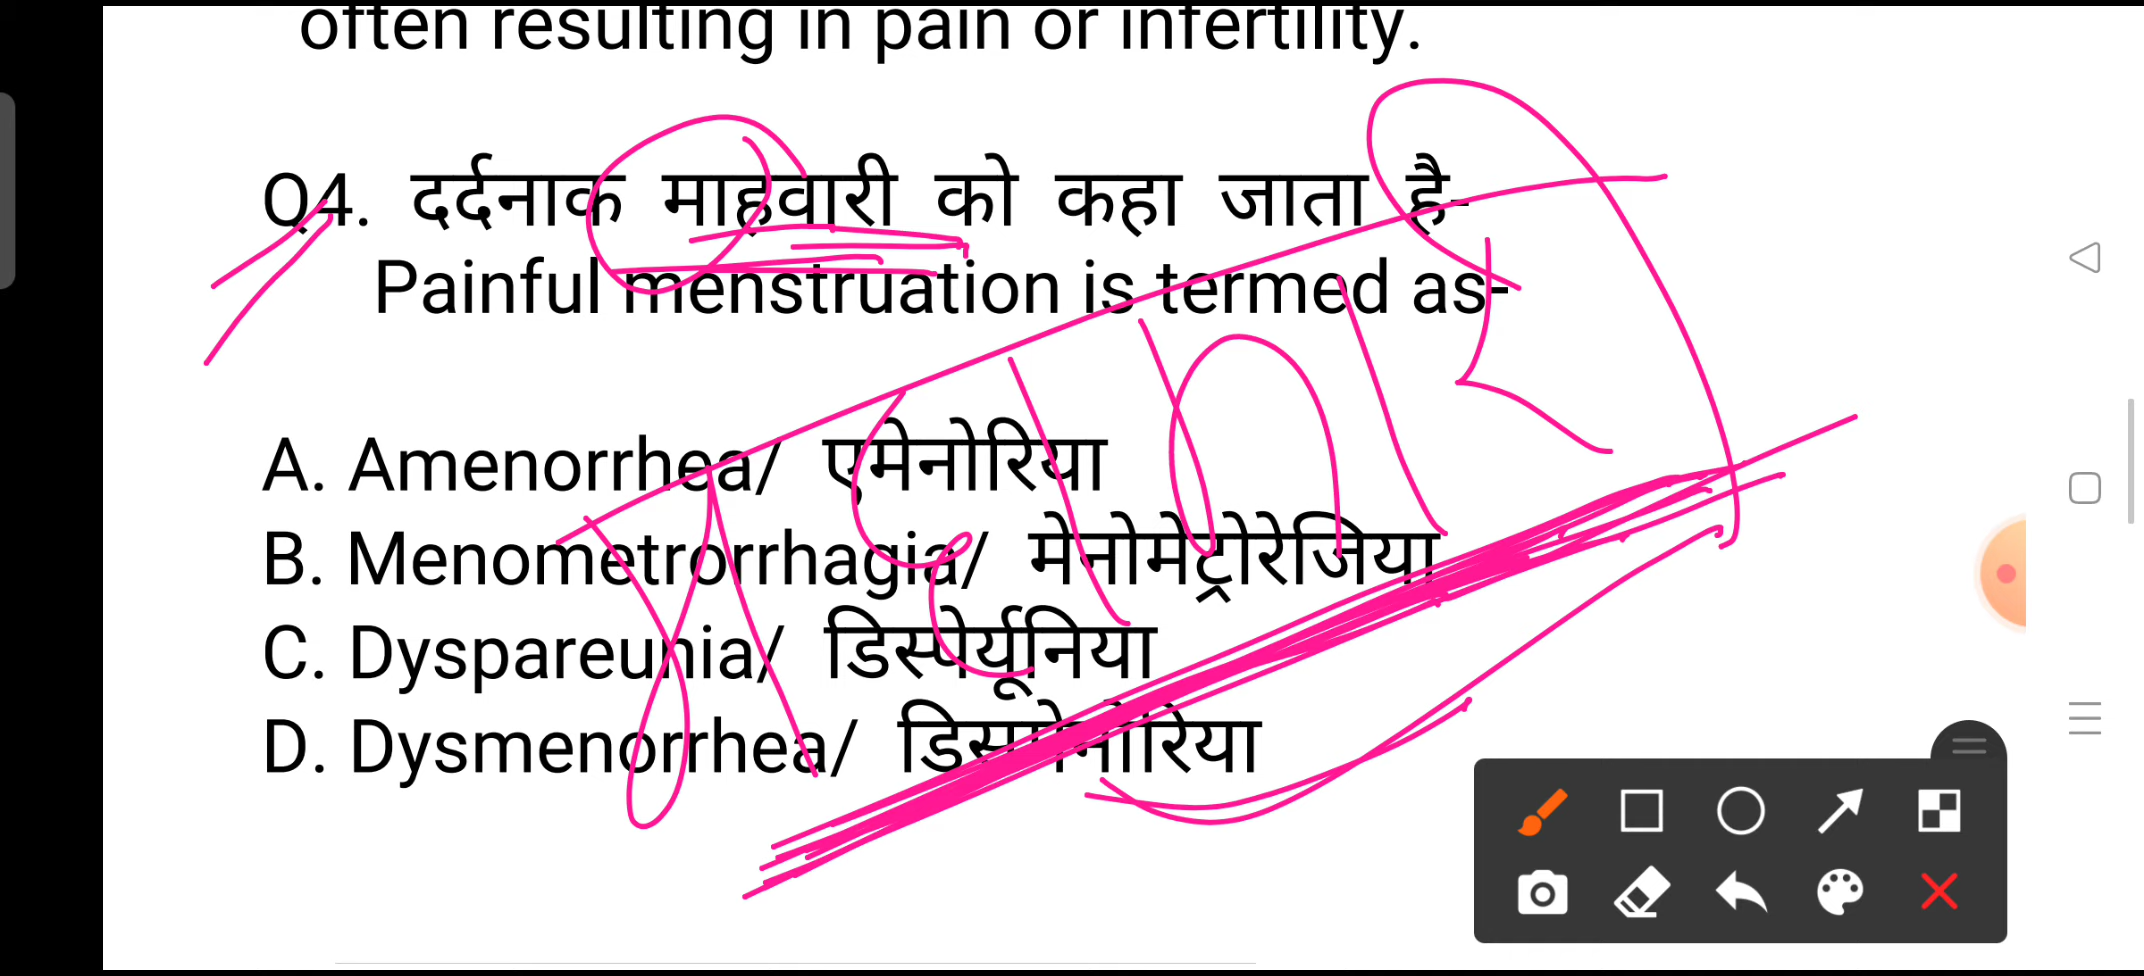 often resulting in pain or infertility.
Q4. दर्दनाक माहवारी को कहा जाता है-
Painful menstruation is termed as-
A. Amenorrhea/ एमेनोरिया
B. Menometrorrhagia/ मेनोमेट्रोरेजिया
C. Dyspareunia/ डिस्पेर्यूनिया
D. Dysmenorrhea/ डिसमेनोरिया